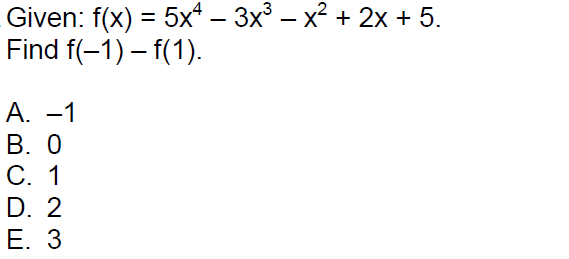 Given: f(x) = 5x⁴ – 3x³ – x² + 2x + 5.
Find f(–1) – f(1).
A. –1
B. 0
C. 1
D. 2
E. 3